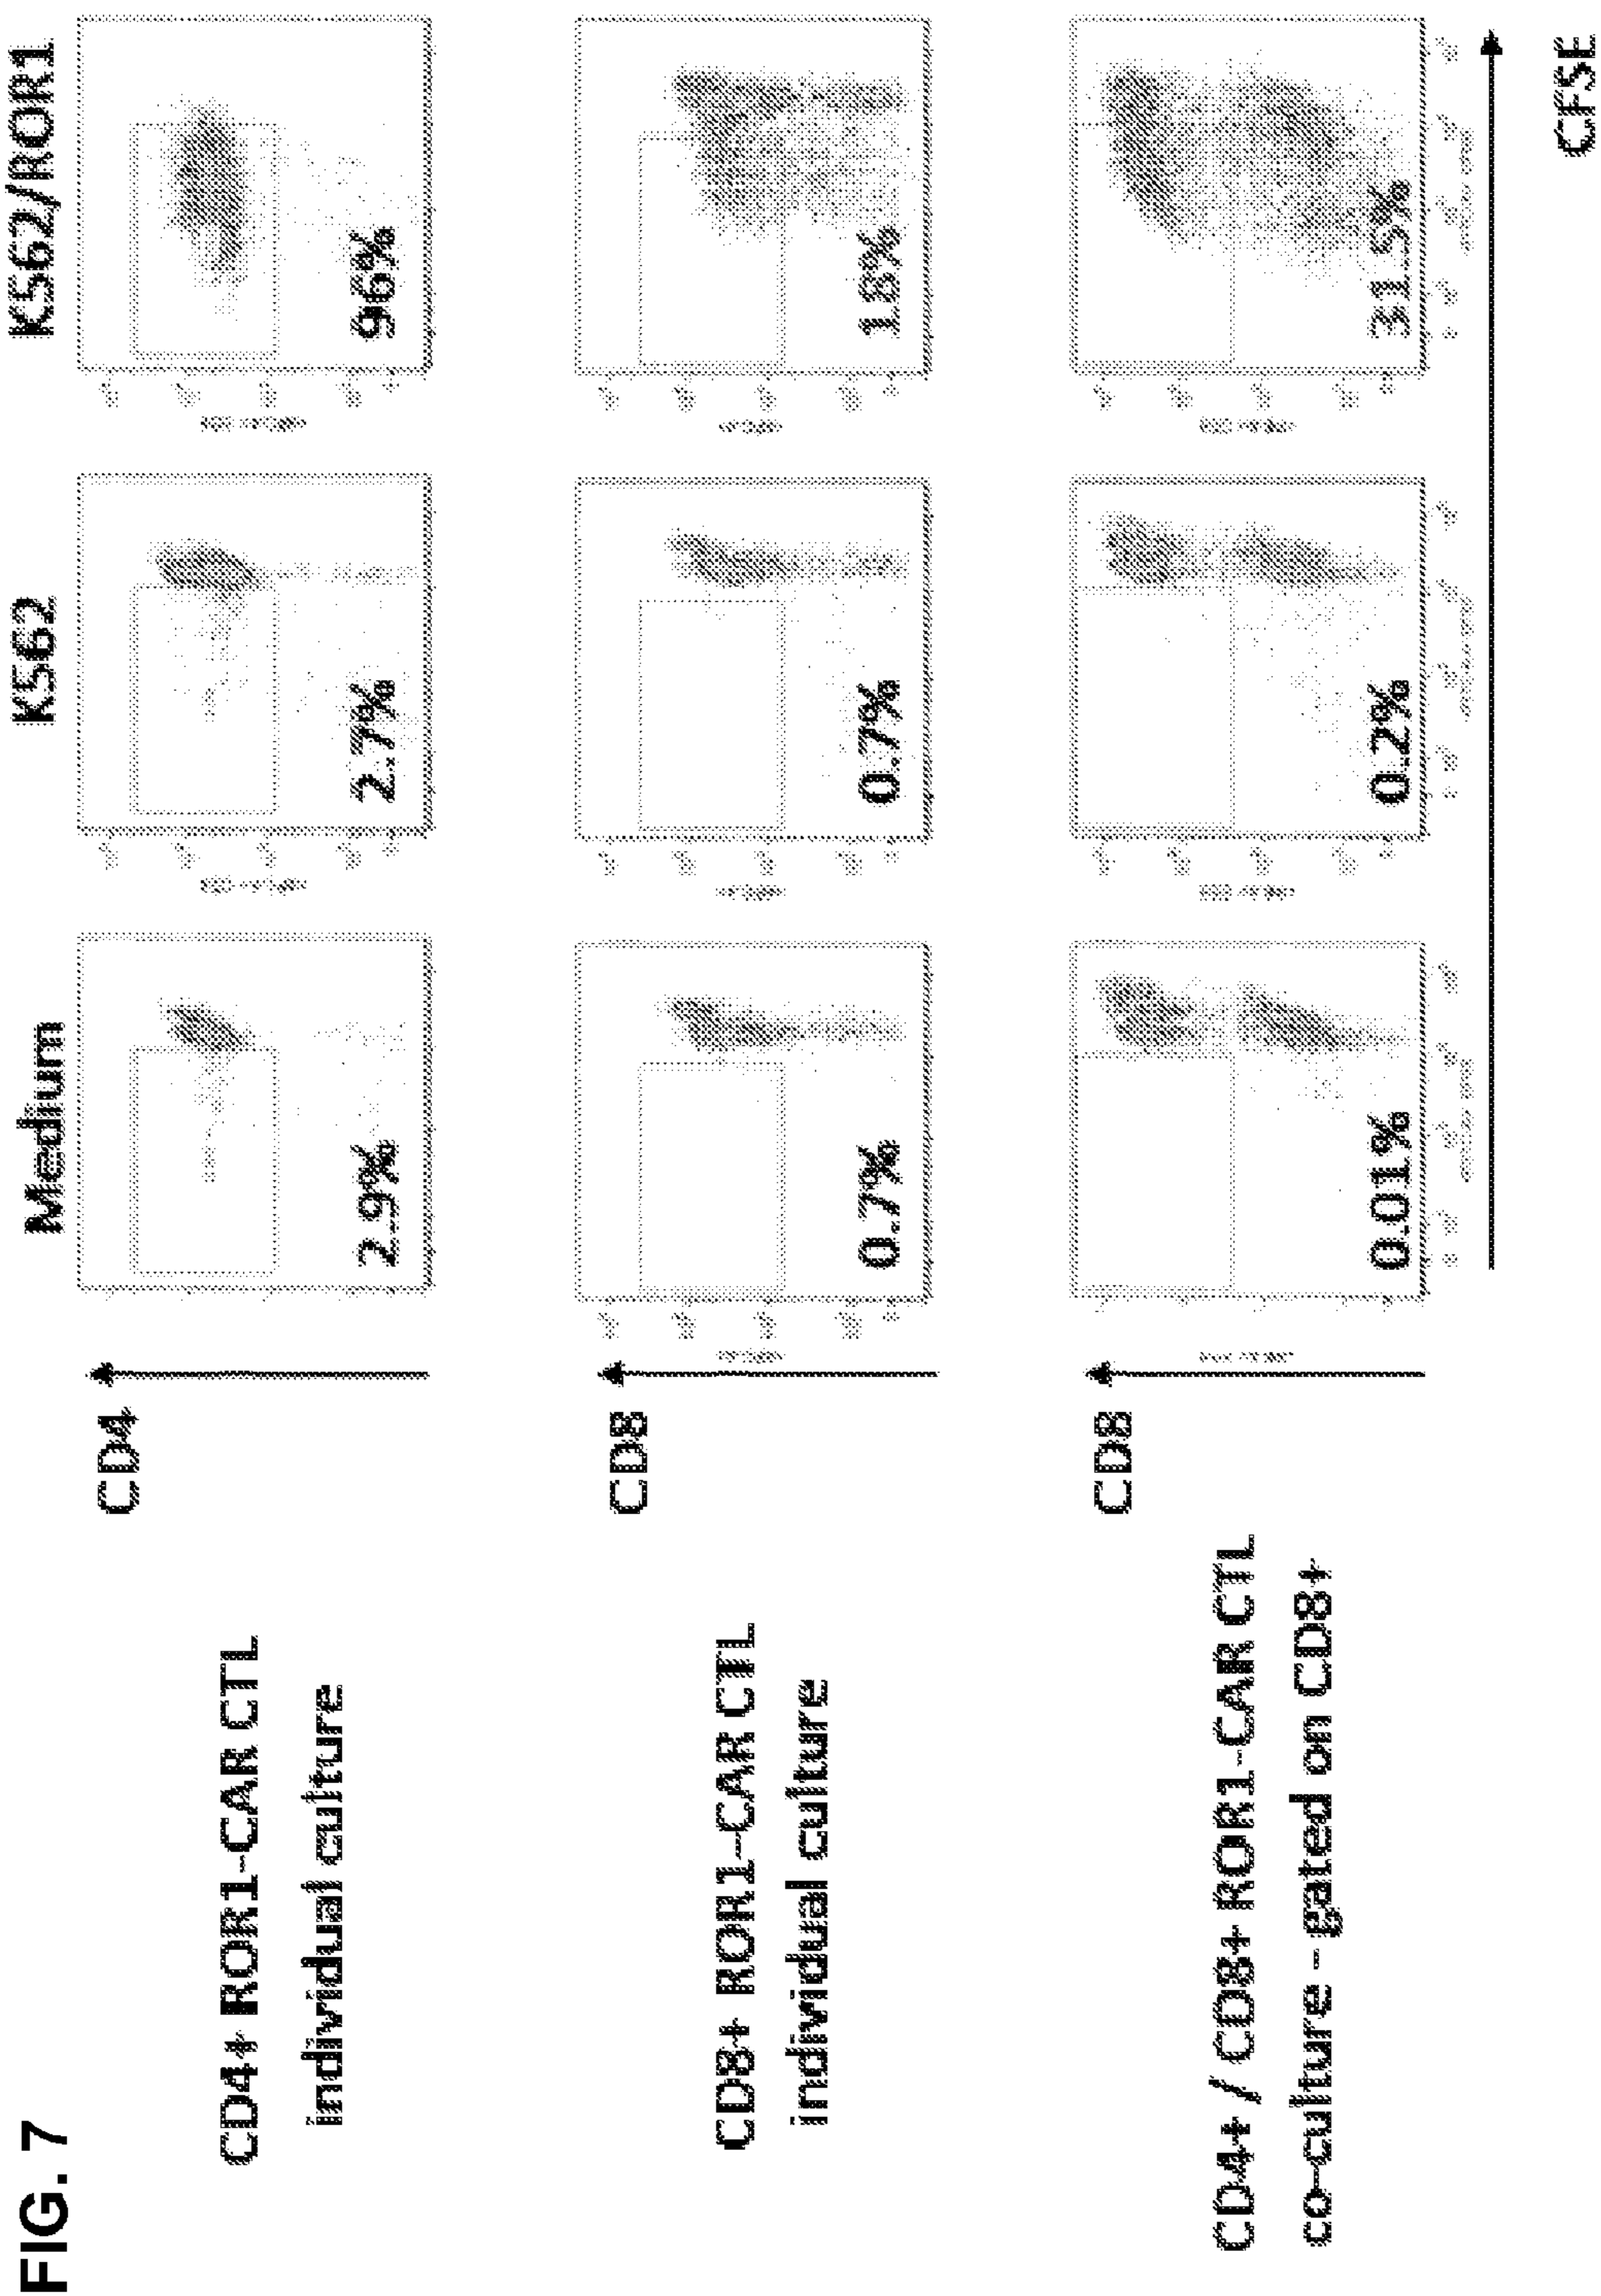 FIG. 7
Medium
K562
K562/ROR1
CD4+ ROR1-CAR CTL
individual culture
CD4
2.9%
2.7%
96%
CD8+ ROR1-CAR CTL
individual culture
CD8
0.7%
0.7%
18%
CD4+ / CD8+ ROR1-CAR CTL
co-culture - gated on CD8+
CD8
0.01%
0.2%
31.5%
CFSE